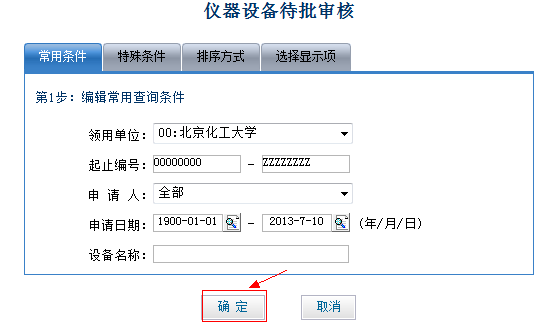 仪器设备待批审核
常用条件 特殊条件 排序方式 选择显示项
第1步：编辑常用查询条件
领用单位： 00:北京化工大学
起止编号： 00000000 - ZZZZZZZZ
申 请 人： 全部
申请日期： 1900-01-01 - 2013-7-10 (年/月/日)
设备名称：
确 定 取消